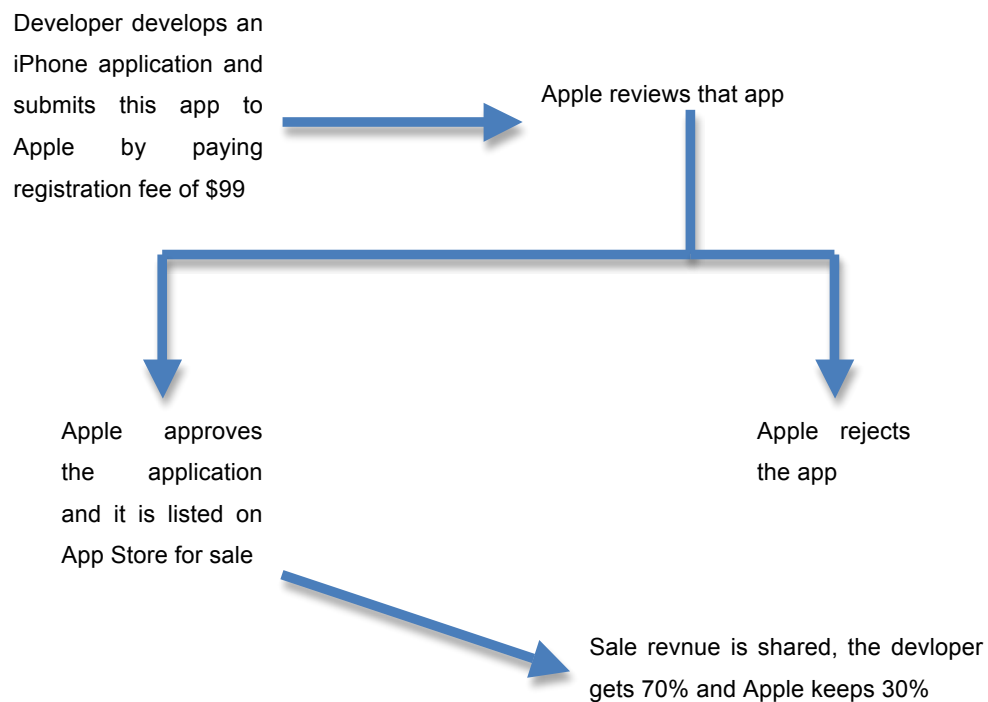 Developer develops an
iPhone application and
submits this app to
Apple by paying
registration fee of $99
Apple reviews that app
Apple approves
the application
and it is listed on
App Store for sale
Apple rejects
the app
Sale revnue is shared, the devloper
gets 70% and Apple keeps 30%